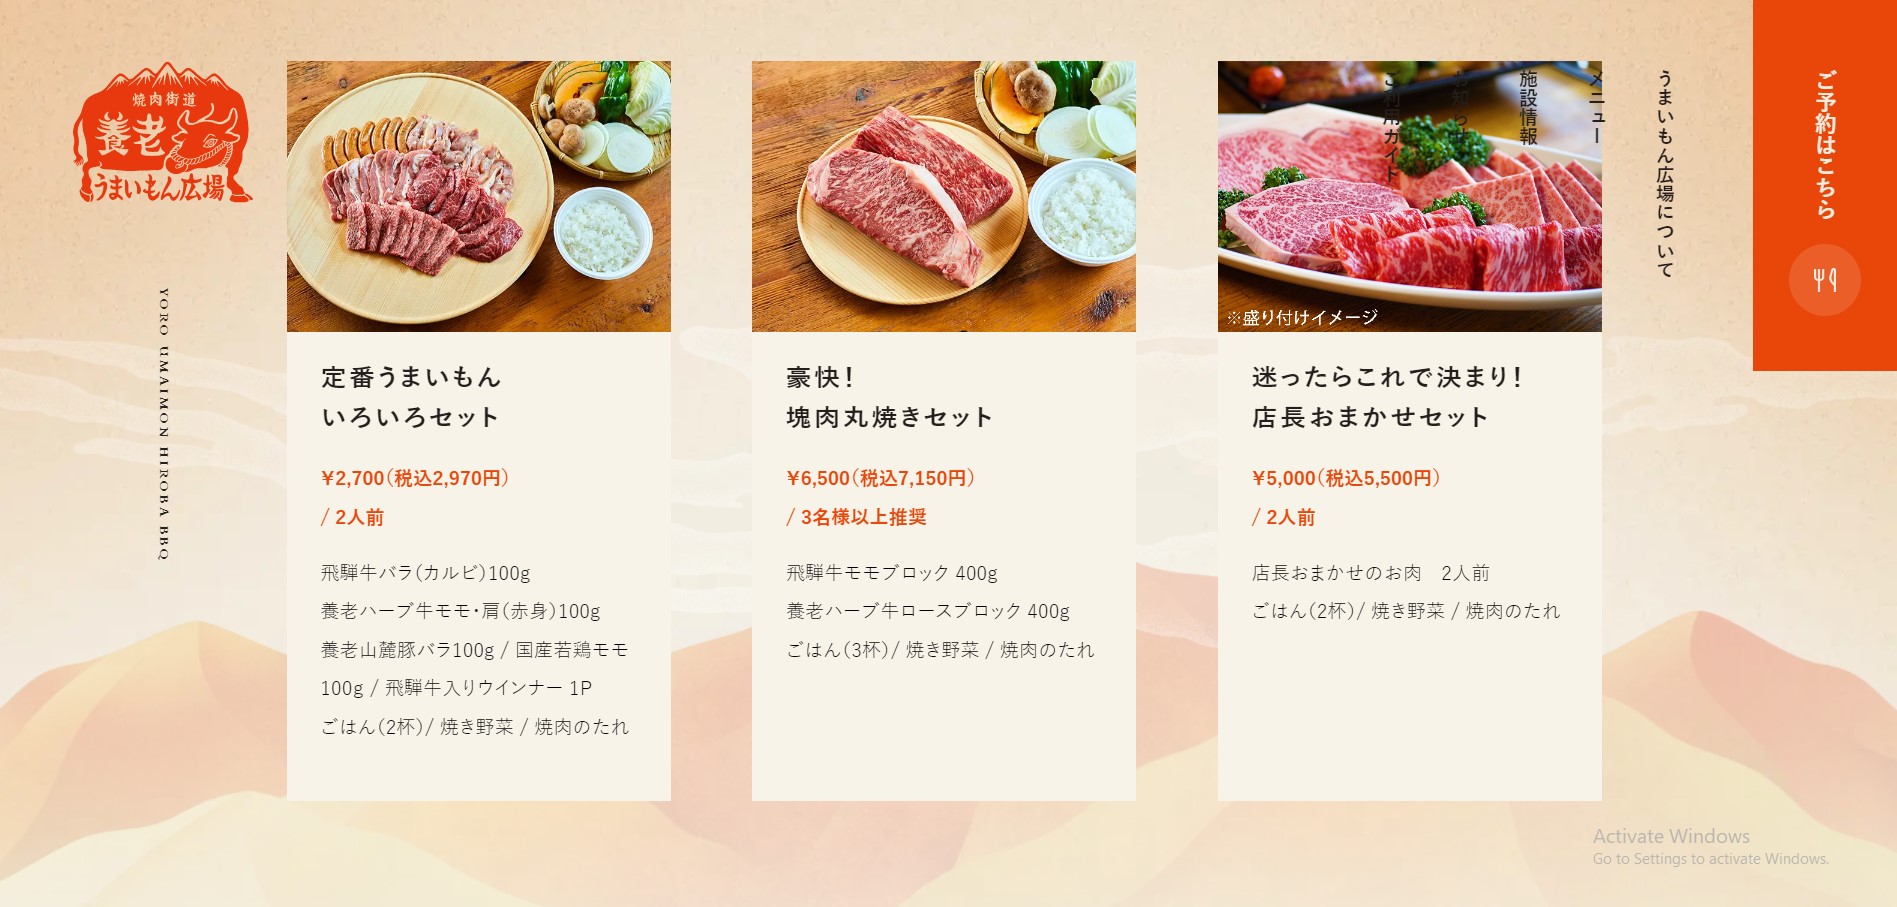 焼肉街道
養老
うまいもん広場
YORO UMAIMON HIROBA BBQ
ご予約はこちら
うまいもん広場について
メニュー
施設情報
お知らせ
ご利用ガイド
定番うまいもん
いろいろセット
¥2,700(税込2,970円)
/ 2人前
飛騨牛バラ(カルビ)100g
養老ハーブ牛モモ・肩(赤身)100g
養老山麓豚バラ100g / 国産若鶏モモ
100g / 飛騨牛入りウインナー 1P
ごはん(2杯)/ 焼き野菜 / 焼肉のたれ
豪快！
塊肉丸焼きセット
¥6,500(税込7,150円)
/ 3名様以上推奨
飛騨牛モモブロック 400g
養老ハーブ牛ロースブロック 400g
ごはん(3杯)/ 焼き野菜 / 焼肉のたれ
※盛り付けイメージ
迷ったらこれで決まり！
店長おまかせセット
¥5,000(税込5,500円)
/ 2人前
店長おまかせのお肉　2人前
ごはん(2杯)/ 焼き野菜 / 焼肉のたれ
Activate Windows
Go to Settings to activate Windows.